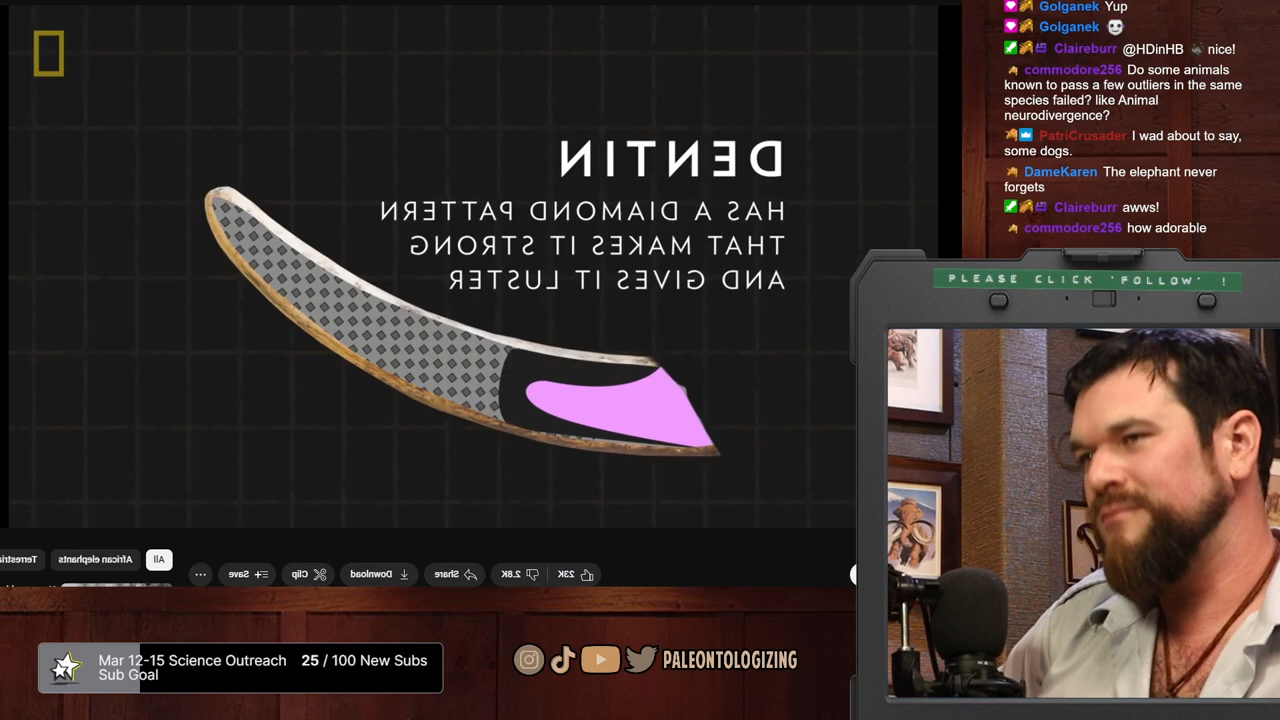 DENTIN
HAS A DIAMOND PATTERN
THAT MAKES IT STRONG
AND GIVES IT LUSTER
All
African elephants
23K
2.8K
Share
Download
Clip
Save
...
Mar 12-15 Science Outreach Sub Goal
25 / 100 New Subs
PALEONTOLOGIZING
Golganek Yup
Golganek
Claireburr @HDinHB nice!
commodore256 Do some animals
known to pass a few outliers in the same
species failed? like Animal
neurodivergence?
PatriCrusader I wad about to say,
some dogs.
DameKaren The elephant never
forgets
Claireburr awws!
commodore256 how adorable
PLEASE CLICK "FOLLOW" !